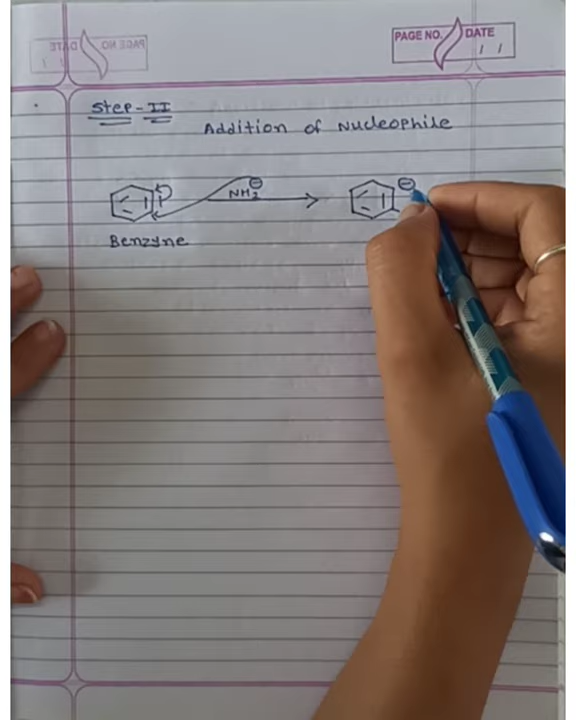 PAGE NO. DATE
/ /
Step-II
Addition of Nucleophile
NH₂⊖ ⊖
Benzyne